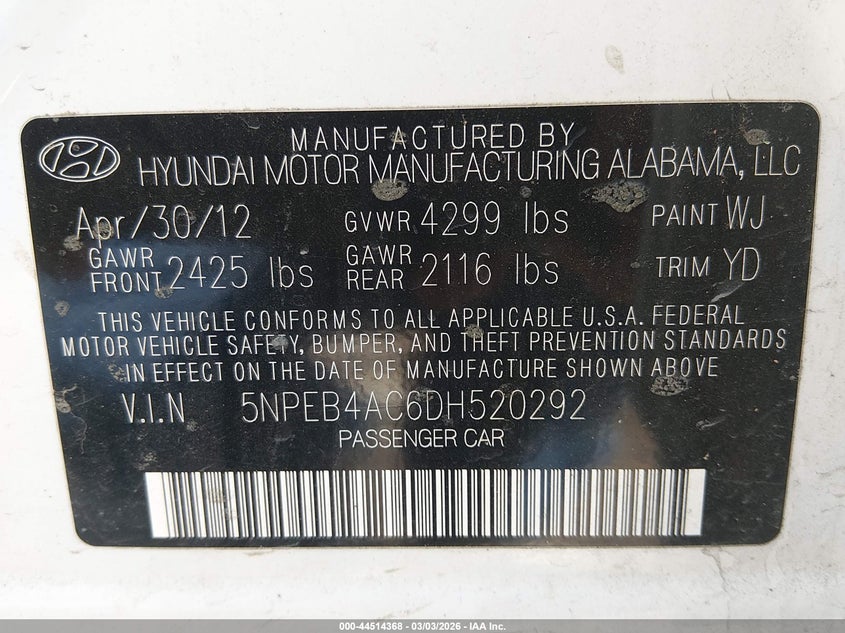 MANUFACTURED BY
HYUNDAI MOTOR MANUFACTURING ALABAMA, LLC
Apr/30/12 GVWR 4299 lbs PAINT WJ
GAWR FRONT 2425 lbs GAWR REAR 2116 lbs TRIM YD
THIS VEHICLE CONFORMS TO ALL APPLICABLE U.S.A. FEDERAL
MOTOR VEHICLE SAFETY, BUMPER, AND THEFT PREVENTION STANDARDS
IN EFFECT ON THE DATE OF MANUFACTURE SHOWN ABOVE
V.I.N 5NPEB4AC6DH520292
PASSENGER CAR
000-44514368 | 03/03/2026 - IAA Inc.